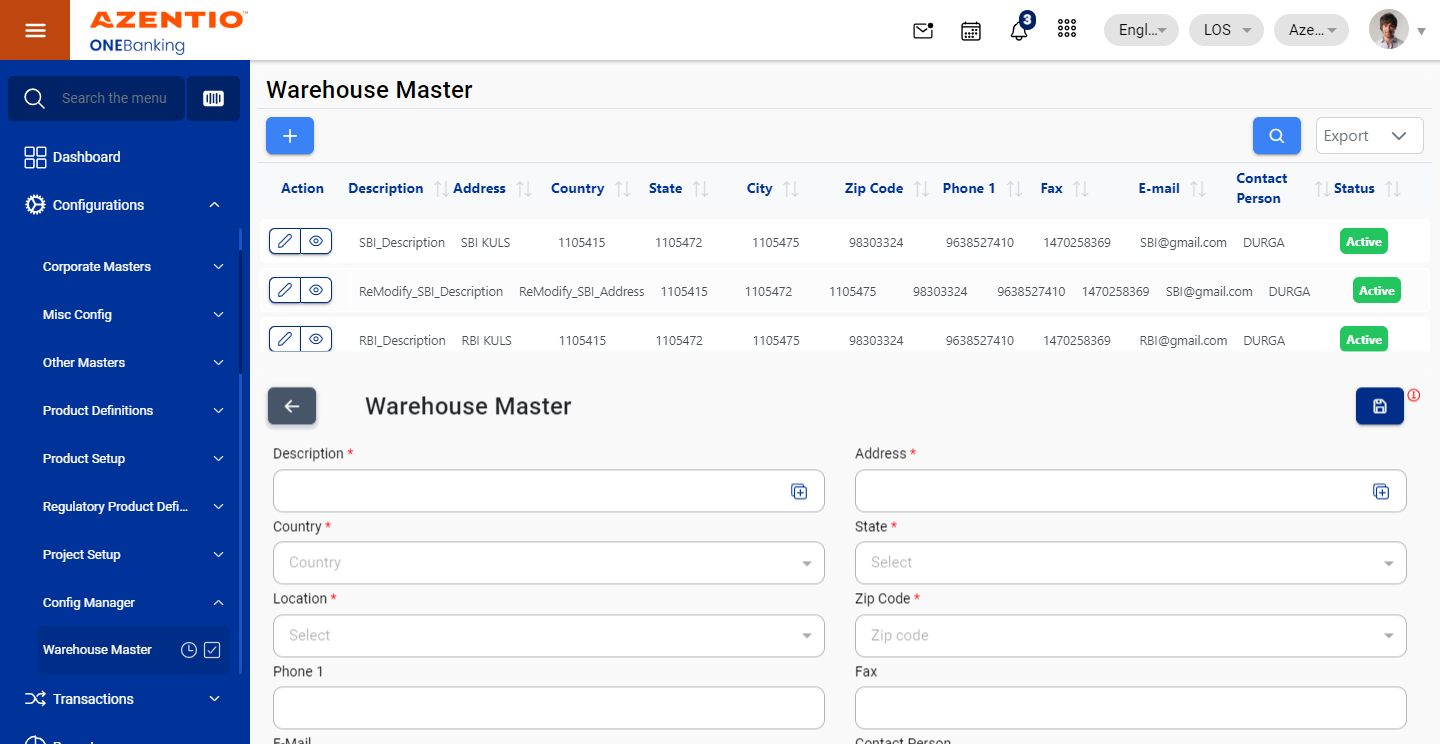 AZENTIO™
ONEBanking
3
Engl...
LOS
Aze...
Search the menu
Dashboard
Configurations
Corporate Masters
Misc Config
Other Masters
Product Definitions
Product Setup
Regulatory Product Defi...
Project Setup
Config Manager
Warehouse Master
Transactions
Warehouse Master
Export
Action Description Address Country State City Zip Code Phone 1 Fax E-mail Contact Person Status
SBI_Description SBI KULS 1105415 1105472 1105475 98303324 9638527410 1470258369 SBI@gmail.com DURGA Active
ReModify_SBI_Description ReModify_SBI_Address 1105415 1105472 1105475 98303324 9638527410 1470258369 SBI@gmail.com DURGA Active
RBI_Description RBI KULS 1105415 1105472 1105475 98303324 9638527410 1470258369 RBI@gmail.com DURGA Active
Warehouse Master
Description * Address *
Country * State *
Country Select
Location * Zip Code *
Select Zip code
Phone 1 Fax
E-Mail Contact Person